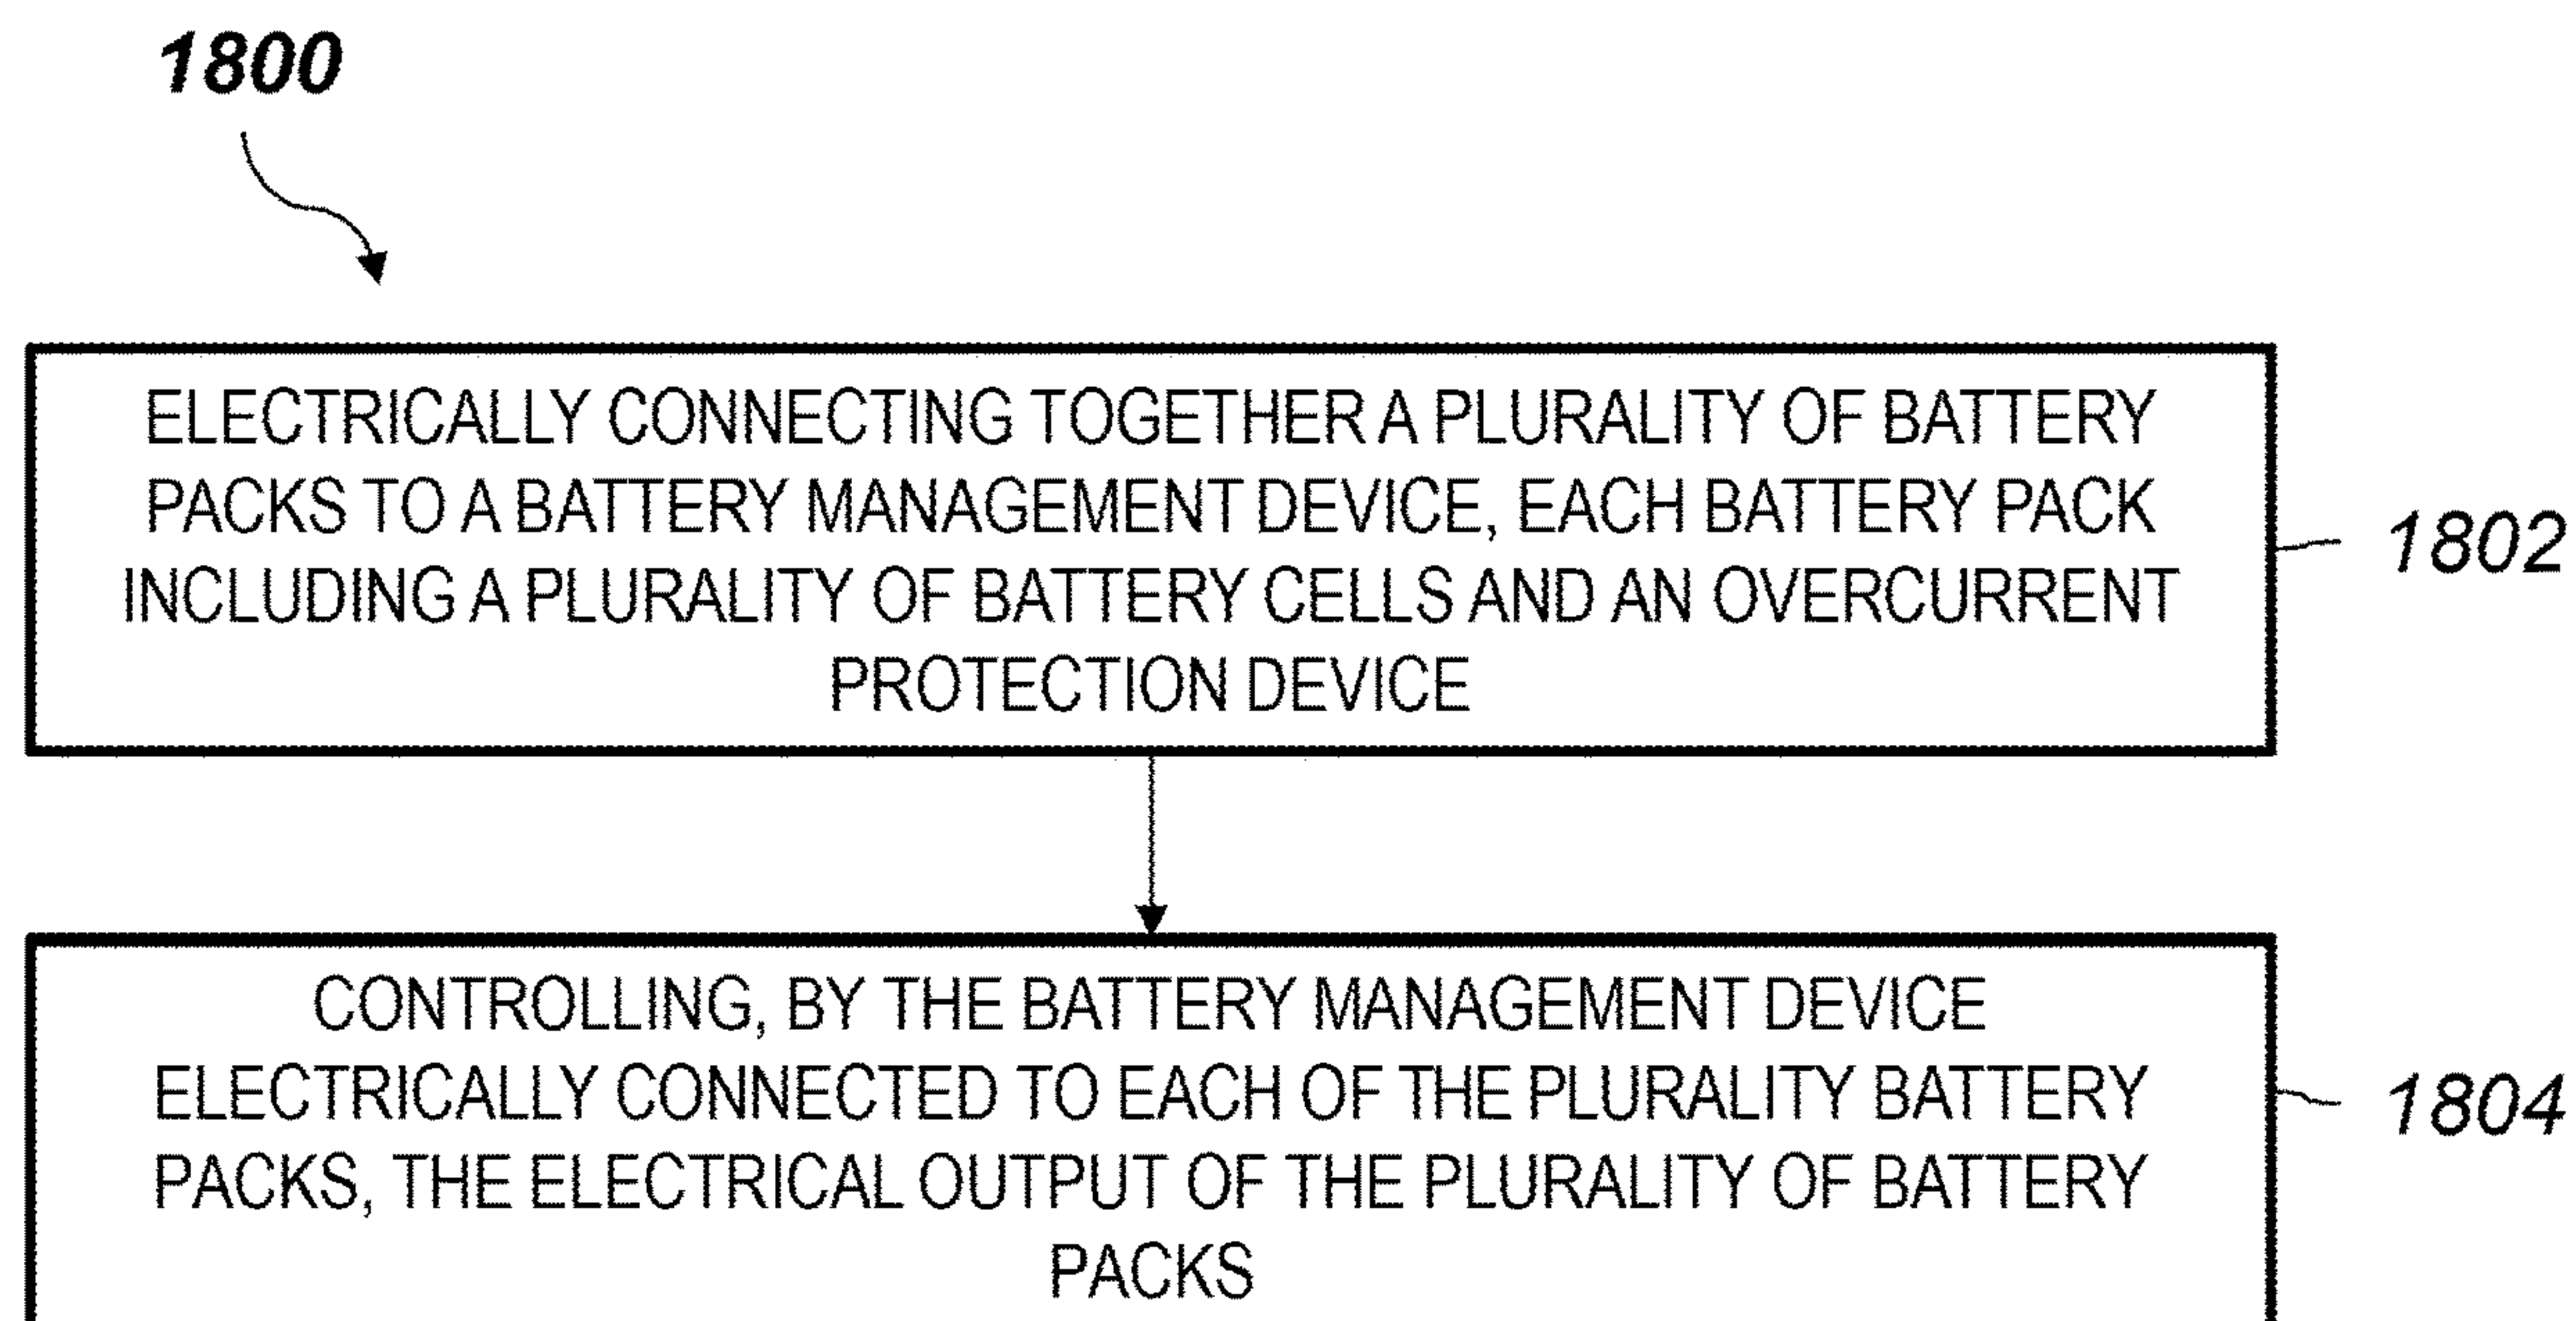 1800
ELECTRICALLY CONNECTING TOGETHER A PLURALITY OF BATTERY
PACKS TO A BATTERY MANAGEMENT DEVICE, EACH BATTERY PACK
INCLUDING A PLURALITY OF BATTERY CELLS AND AN OVERCURRENT
PROTECTION DEVICE
1802
CONTROLLING, BY THE BATTERY MANAGEMENT DEVICE
ELECTRICALLY CONNECTED TO EACH OF THE PLURALITY BATTERY
PACKS, THE ELECTRICAL OUTPUT OF THE PLURALITY OF BATTERY
PACKS
1804